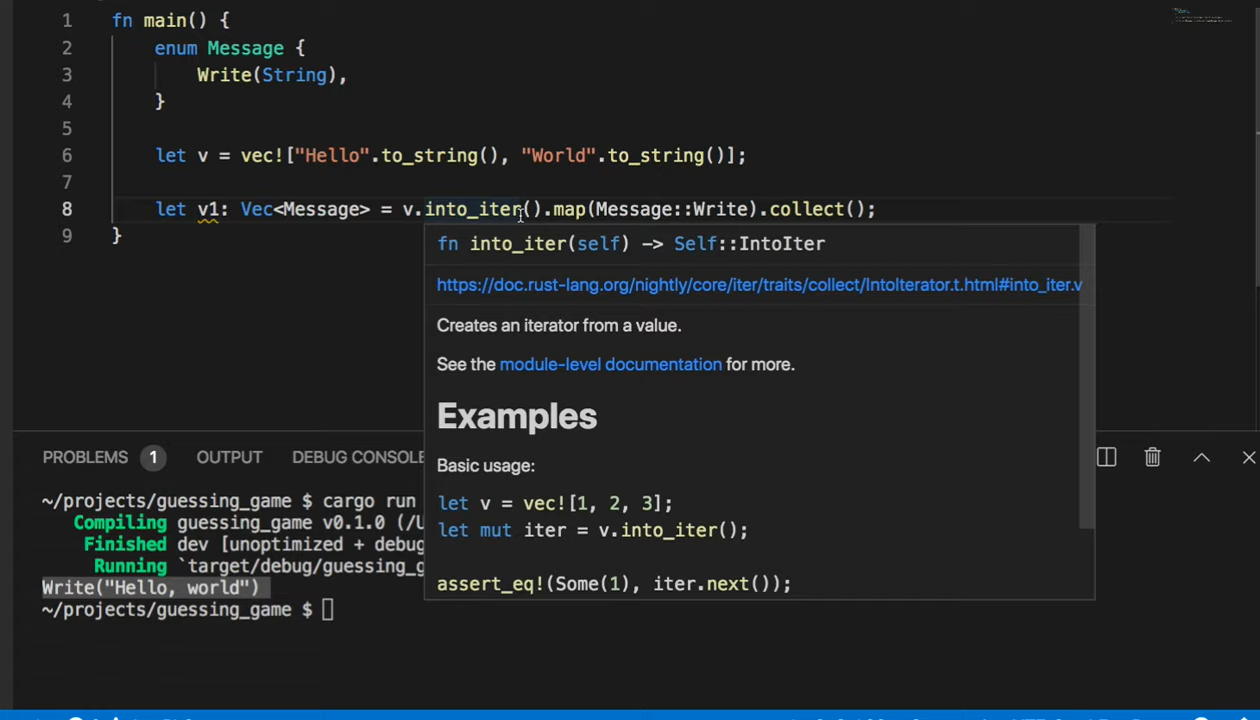 1 fn main() {
2 enum Message {
3 Write(String),
4 }
5
6 let v = vec!["Hello".to_string(), "World".to_string()];
7
8 let v1: Vec<Message> = v.into_iter().map(Message::Write).collect();
9 }
fn into_iter(self) -> Self::IntoIter
https://doc.rust-lang.org/nightly/core/iter/traits/collect/IntoIterator.t.html#into_iter.v
Creates an iterator from a value.
See the module-level documentation for more.
Examples
Basic usage:
let v = vec![1, 2, 3];
let mut iter = v.into_iter();
assert_eq!(Some(1), iter.next());
PROBLEMS 1 OUTPUT DEBUG CONSOLE
~/projects/guessing_game $ cargo run
Compiling guessing_game v0.1.0 (/U
Finished dev [unoptimized + debug
Running `target/debug/guessing_g
Write("Hello, world")
~/projects/guessing_game $